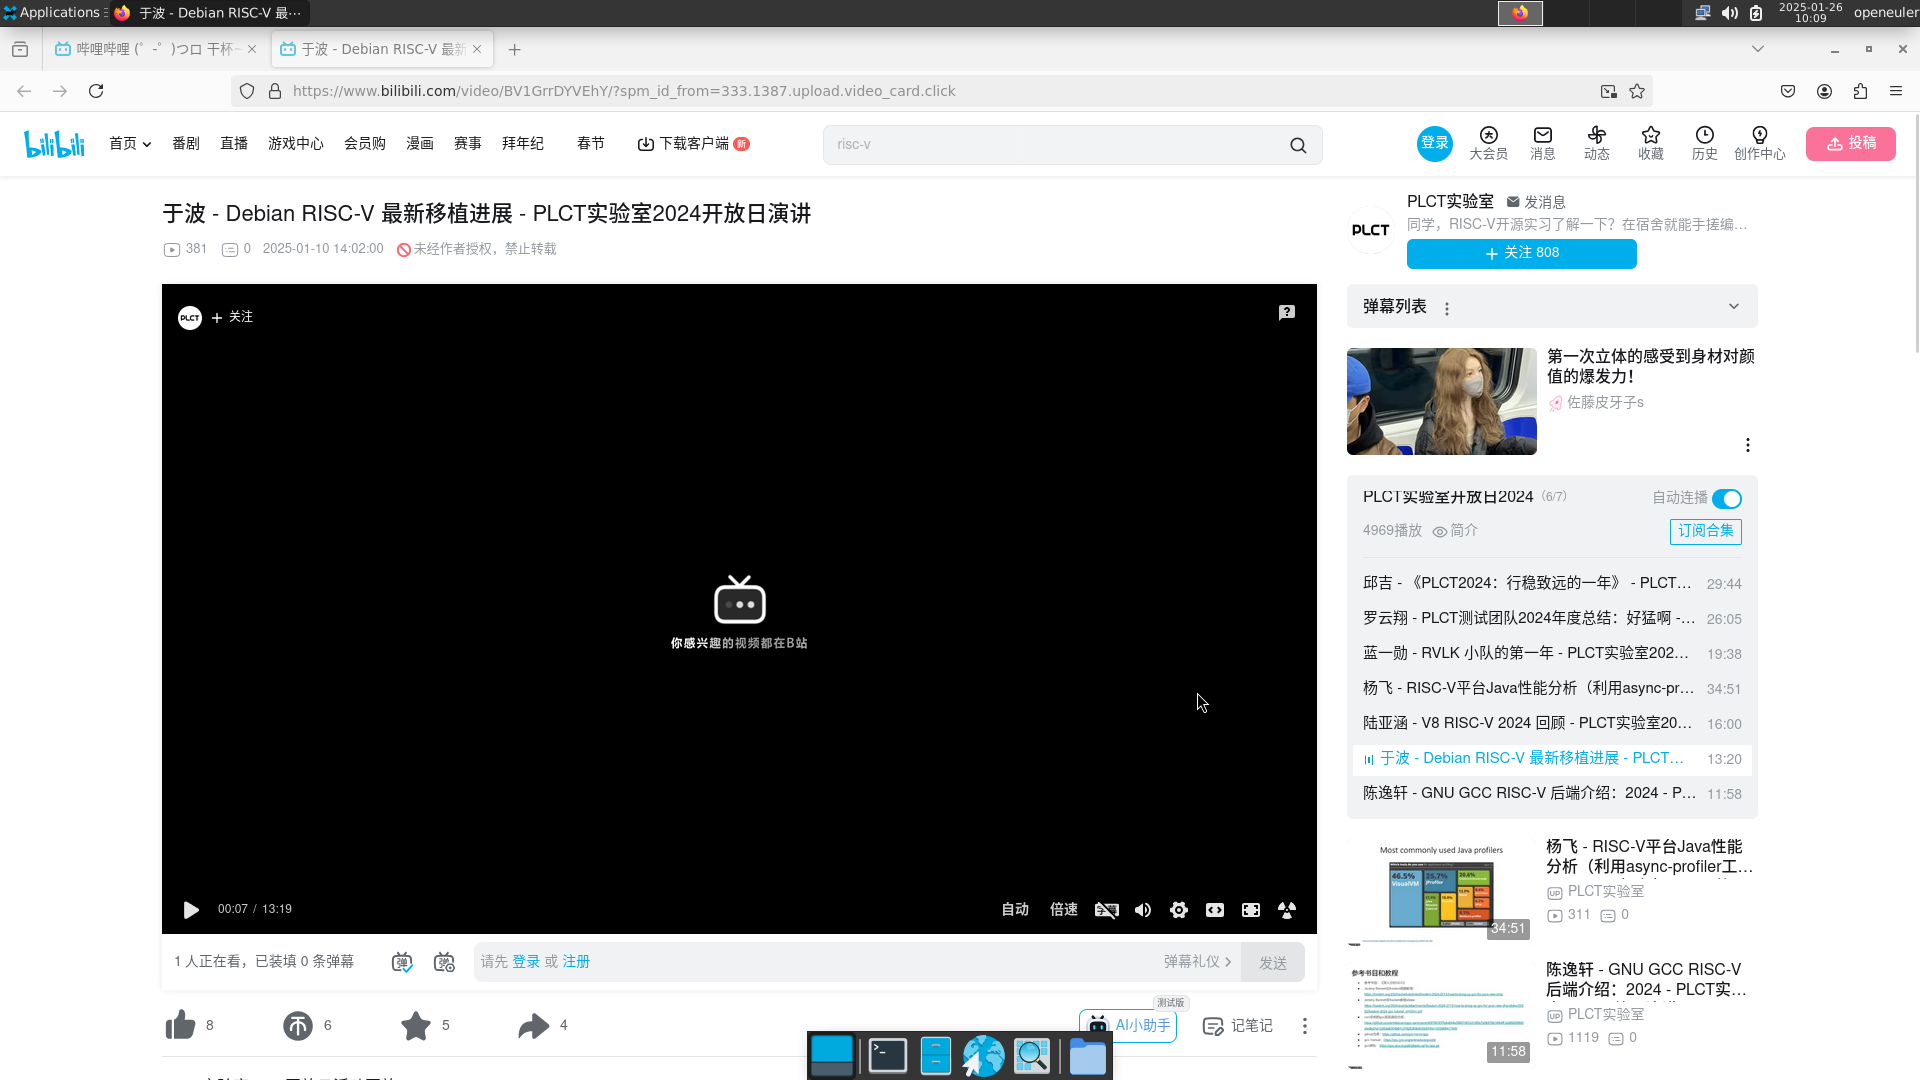 Applications
于波 - Debian RISC-V 最…
2025-01-26
10:09
openeuler
哔哩哔哩 (゜-゜)つロ 干杯~
于波 - Debian RISC-V 最新
https://www.bilibili.com/video/BV1GrrDYVEhY/?spm_id_from=333.1387.upload.video_card.click
bilibili
首页
番剧
直播
游戏中心
会员购
漫画
赛事
拜年纪
春节
下载客户端
新
risc-v
登录
大会员
消息
动态
收藏
历史
创作中心
投稿
于波 - Debian RISC-V 最新移植进展 - PLCT实验室2024开放日演讲
381
0
2025-01-10 14:02:00
未经作者授权，禁止转载
PLCT
PLCT实验室
发消息
同学，RISC-V开源实习了解一下？在宿舍就能手搓编…
+ 关注 808
PLCT
+ 关注
你感兴趣的视频都在B站
00:07 / 13:19
自动
倍速
字幕
1 人正在看，已装填 0 条弹幕
请先 登录 或 注册
弹幕礼仪
发送
8
6
5
4
测试版
AI小助手
记笔记
弹幕列表
第一次立体的感受到身材对颜
值的爆发力！
佐藤皮牙子s
PLCT实验室开放日2024
（6/7）
自动连播
4969播放
简介
订阅合集
邱吉 - 《PLCT2024：行稳致远的一年》 - PLCT…
29:44
罗云翔 - PLCT测试团队2024年度总结：好猛啊 -…
26:05
蓝一勋 - RVLK 小队的第一年 - PLCT实验室202…
19:38
杨飞 - RISC-V平台Java性能分析（利用async-pr…
34:51
陆亚涵 - V8 RISC-V 2024 回顾 - PLCT实验室20…
16:00
于波 - Debian RISC-V 最新移植进展 - PLCT…
13:20
陈逸轩 - GNU GCC RISC-V 后端介绍：2024 - P…
11:58
Most commonly used Java profilers
46.5%
VisualVM
25.7%
JProfiler
20.6%
34:51
杨飞 - RISC-V平台Java性能
分析（利用async-profiler工…
UP PLCT实验室
311
0
参考书目和教程
11:58
陈逸轩 - GNU GCC RISC-V
后端介绍：2024 - PLCT实…
UP PLCT实验室
1119
0